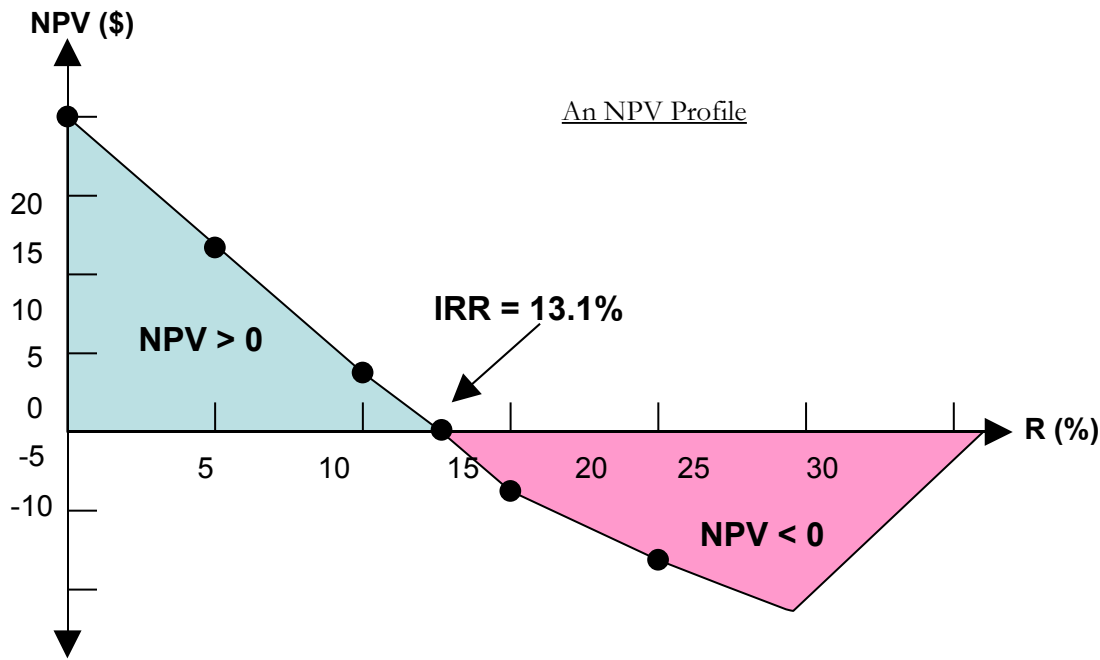 NPV ($)
An NPV Profile
20
15
10
5
0
-5
-10
IRR = 13.1%
NPV > 0
R (%)
5 10 15 20 25 30
NPV < 0